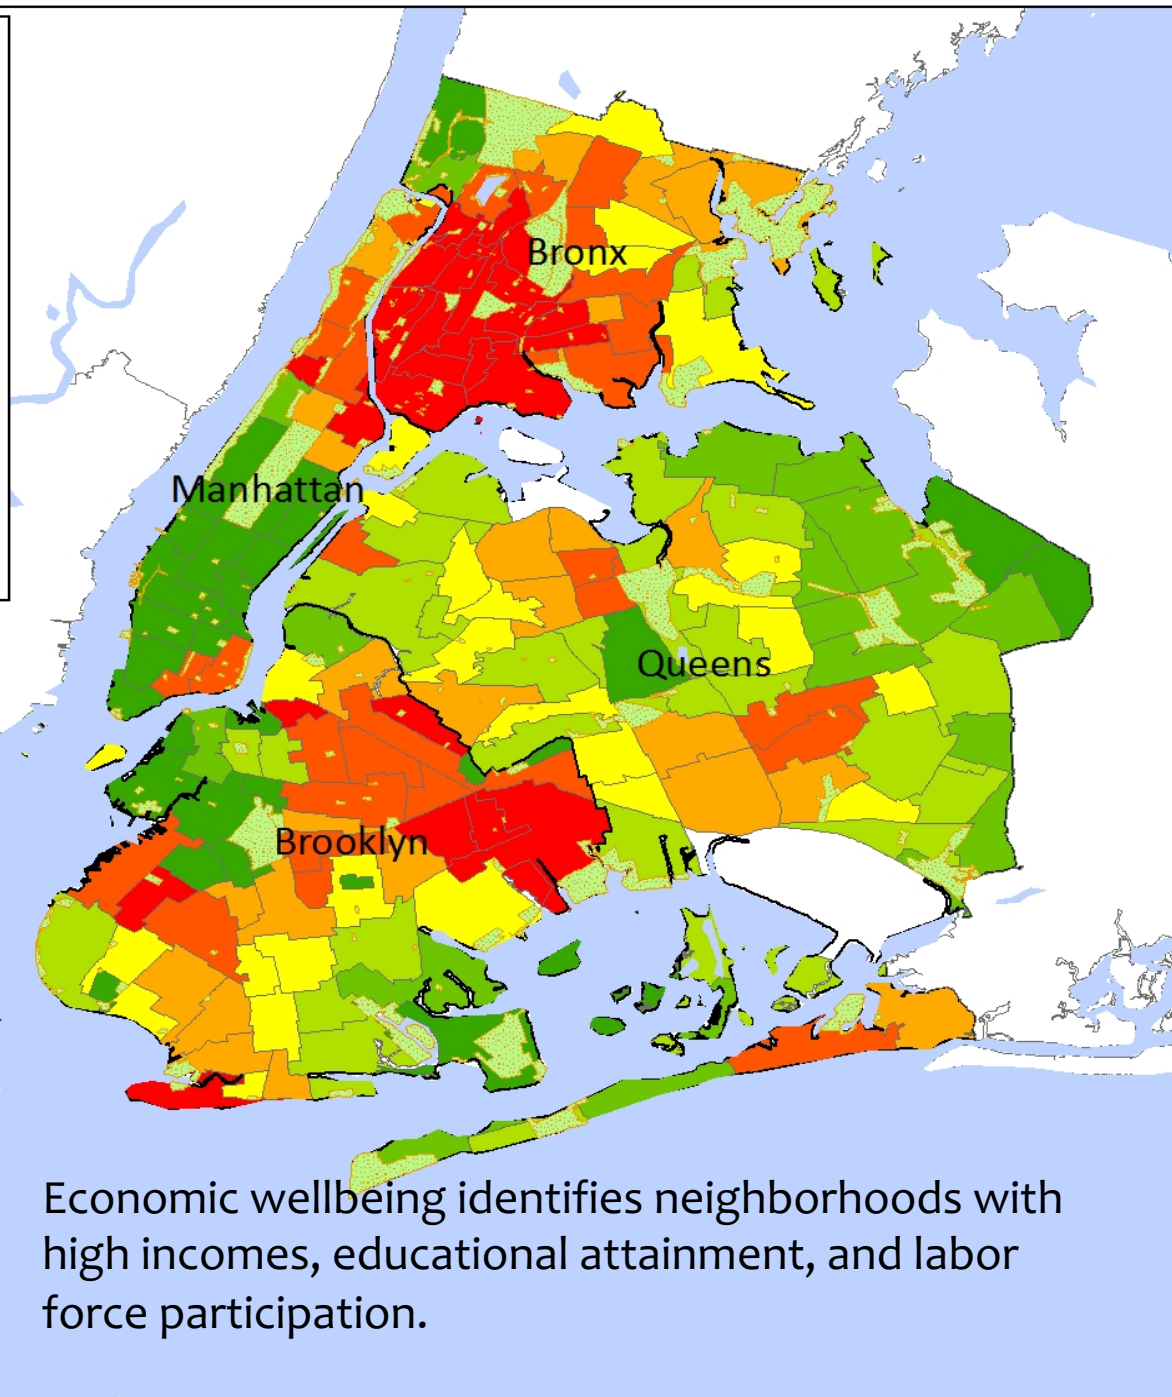 Bronx
Manhattan
Queens
Brooklyn
Economic wellbeing identifies neighborhoods with
high incomes, educational attainment, and labor
force participation.